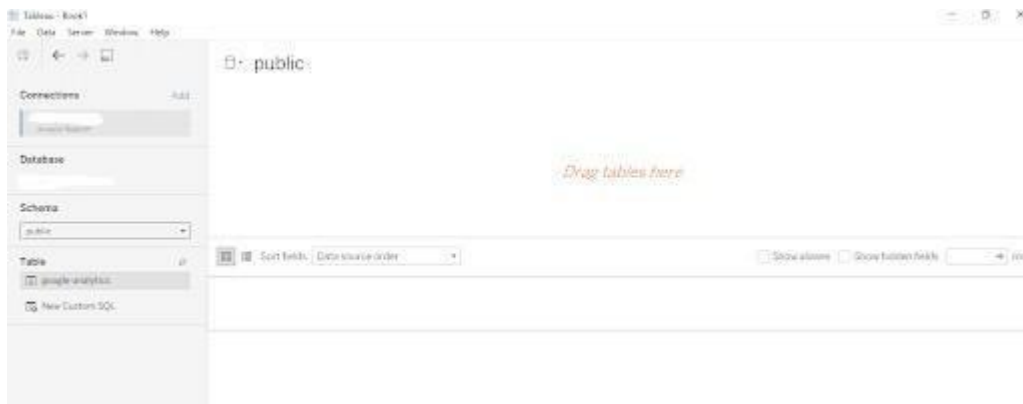 Tableau - Book1
File Data Server Window Help
public
Connections Add
Database
Drag tables here
Schema
public
Sort fields Data source order
Show aliases Show hidden fields
Table
google-analytics
New Custom SQL